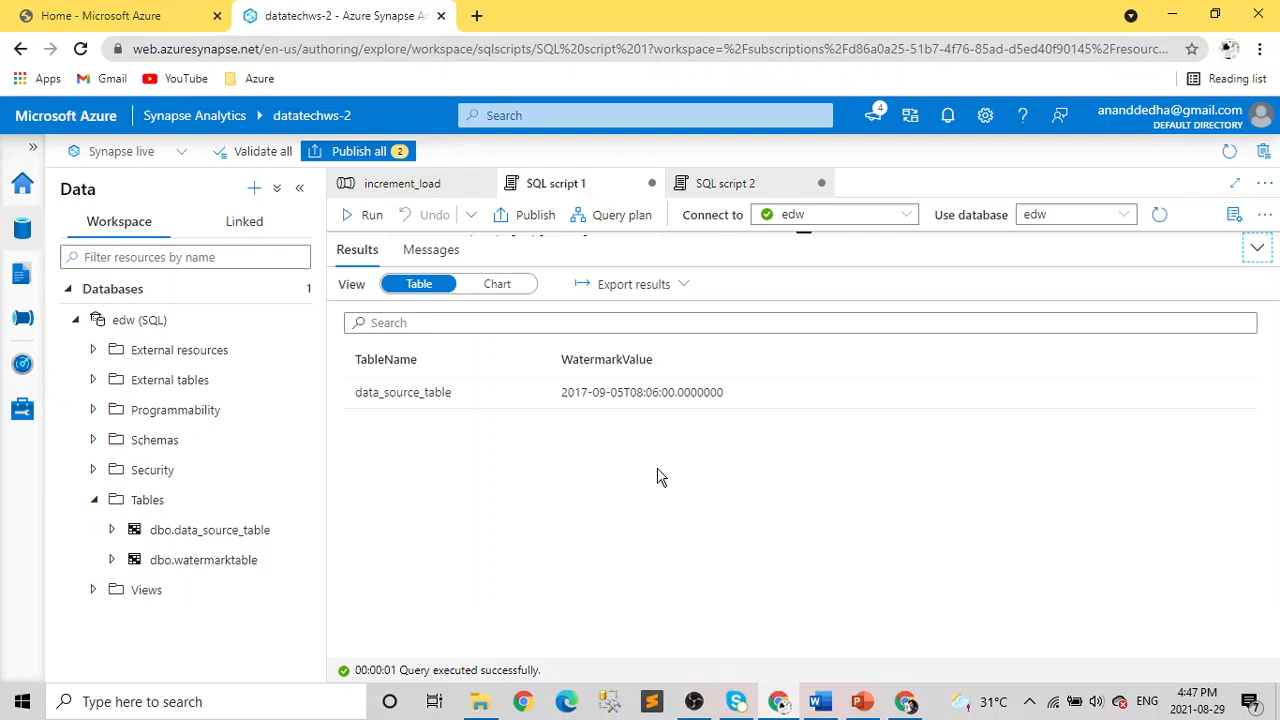 Home - Microsoft Azure
datatechws-2 - Azure Synapse An
web.azuresynapse.net/en-us/authoring/explore/workspace/sqlscripts/SQL%20script%201?workspace=%2Fsubscriptions%2Fd86a0a25-51b7-4f76-85ad-d5ed40f90145%2Fresourc...
Apps
Gmail
YouTube
Azure
Reading list
Microsoft Azure
Synapse Analytics
datatechws-2
Search
4
ananddedha@gmail.com
DEFAULT DIRECTORY
Synapse live
Validate all
Publish all 2
Data
increment_load
SQL script 1
SQL script 2
Workspace
Linked
Run
Undo
Publish
Query plan
Connect to
edw
Use database
edw
Filter resources by name
Results
Messages
Databases
1
View
Table
Chart
Export results
edw (SQL)
Search
External resources
TableName
WatermarkValue
External tables
data_source_table
2017-09-05T08:06:00.0000000
Programmability
Schemas
Security
Tables
dbo.data_source_table
dbo.watermarktable
Views
00:00:01 Query executed successfully.
Type here to search
31°C
ENG
4:47 PM
2021-08-29
7